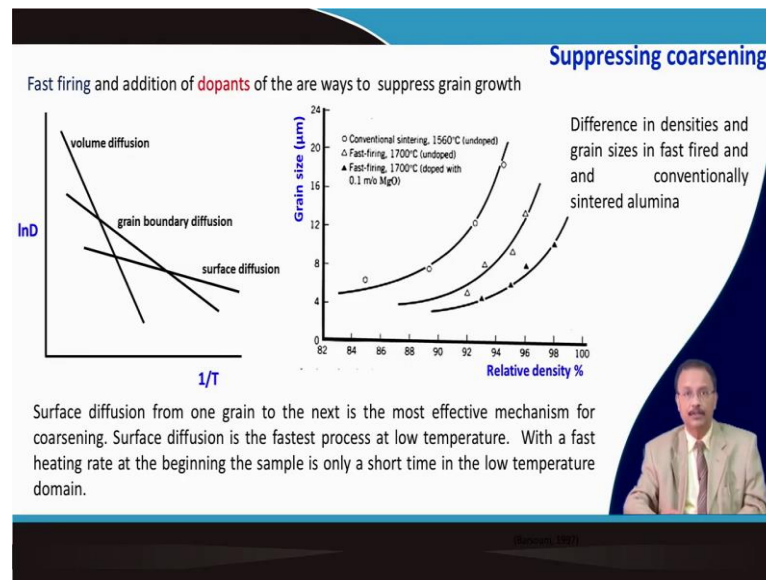 Suppressing coarsening
Fast firing and addition of dopants of the are ways to suppress grain growth
volume diffusion
grain boundary diffusion
surface diffusion
lnD
1/T
Grain size (μm)
24
20
16
12
8
4
0
Conventional sintering, 1560°C (undoped)
Fast-firing, 1700°C (undoped)
Fast-firing, 1700°C (doped with
0.1 m/o MgO)
82 84 86 88 90 92 94 96 98 100
Relative density %
Difference in densities and
grain sizes in fast fired and
and conventionally
sintered alumina
Surface diffusion from one grain to the next is the most effective mechanism for
coarsening. Surface diffusion is the fastest process at low temperature. With a fast
heating rate at the beginning the sample is only a short time in the low temperature
domain.